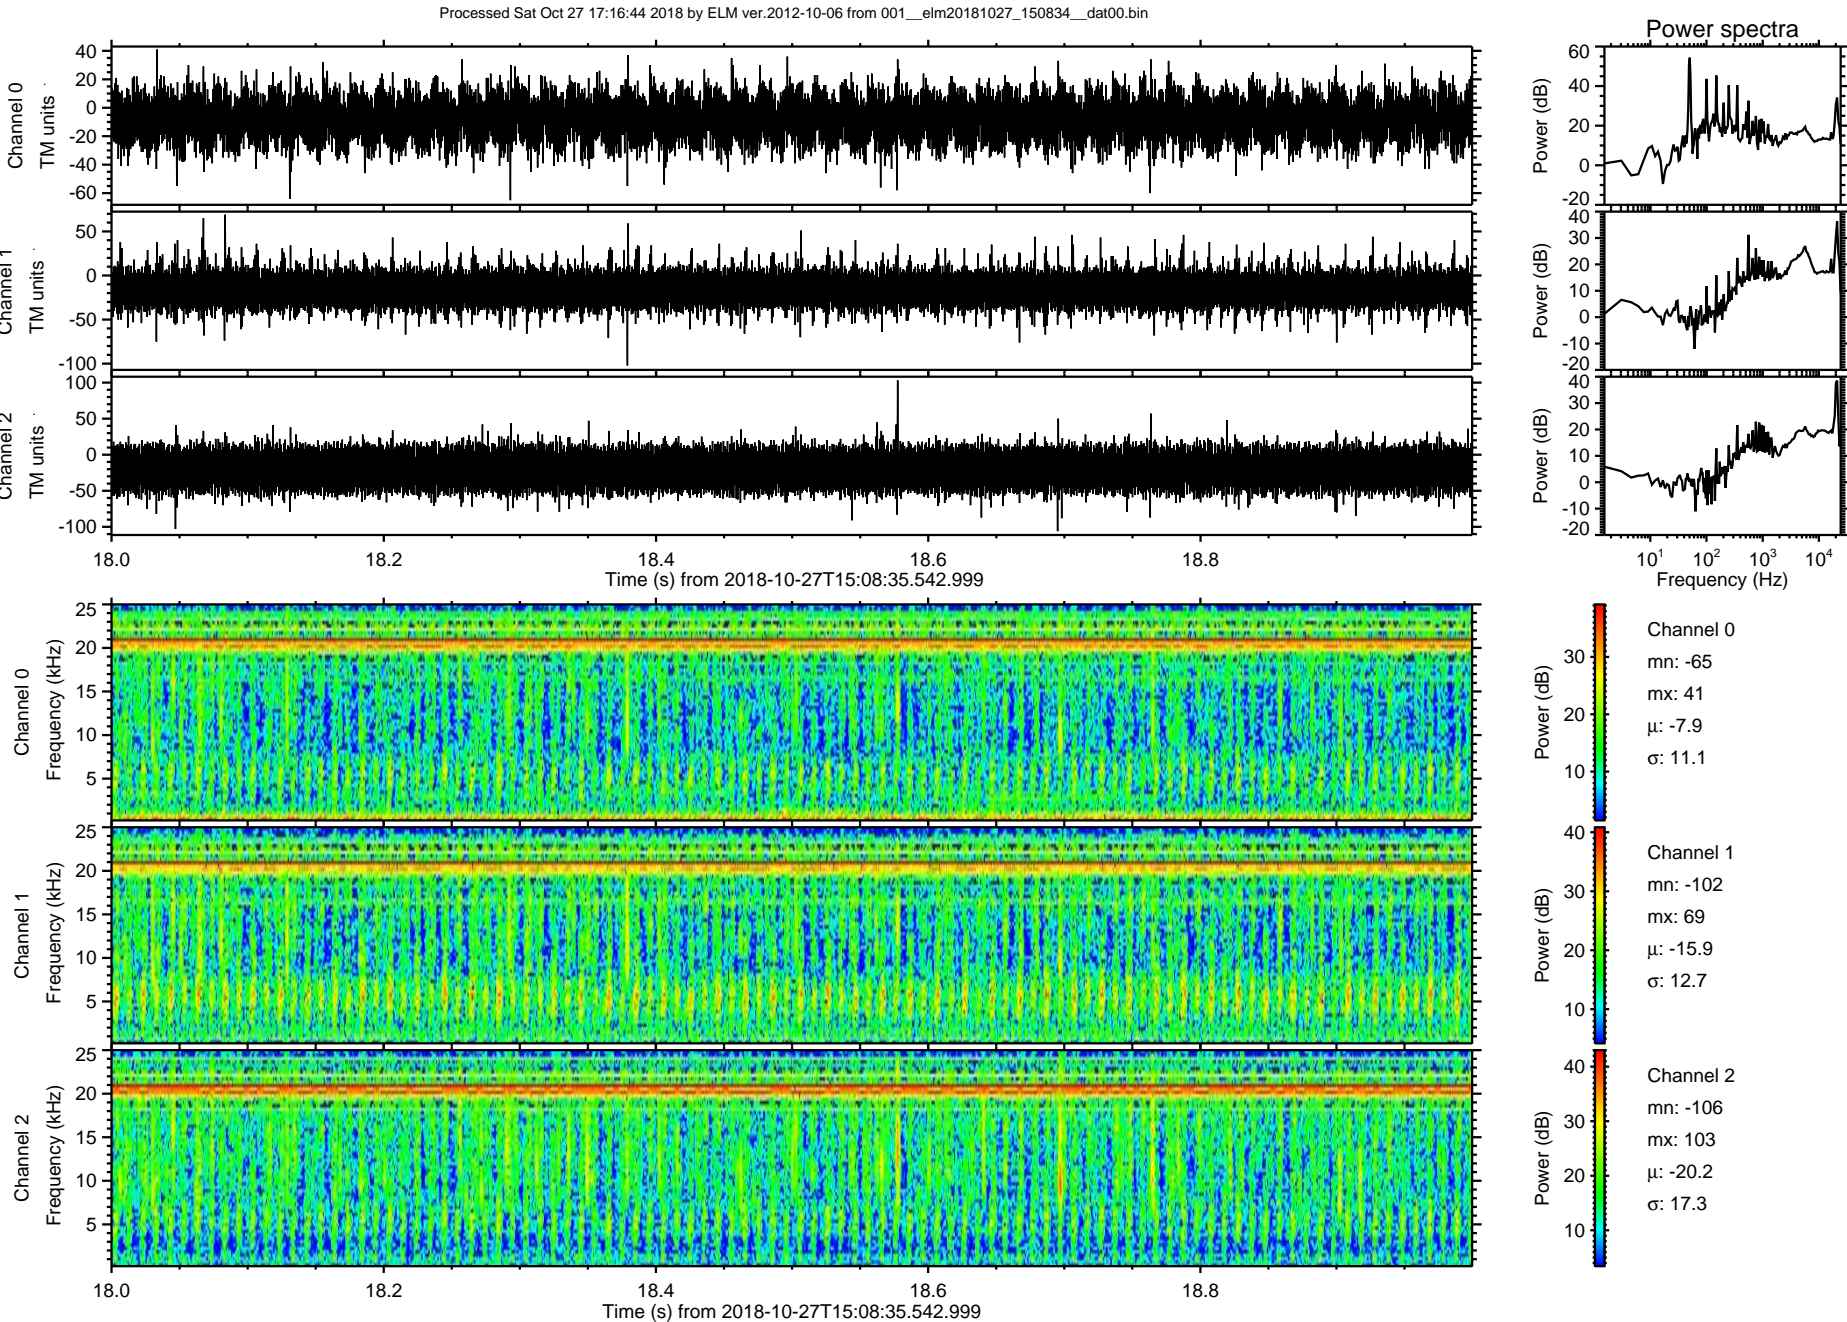 Processed Sat Oct 27 17:16:44 2018 by ELM ver.2012-10-06 from 001__elm20181027_150834__dat00.bin
Power spectra
Channel 0
TM units
40
20
0
-20
-40
-60
Power (dB)
60
40
20
0
-20
Channel 1
TM units
50
0
-50
-100
Power (dB)
40
30
20
10
0
-10
-20
Channel 2
TM units
100
50
0
-50
-100
Power (dB)
40
30
20
10
0
-10
-20
18.0 18.2 18.4 18.6 18.8
Time (s) from 2018-10-27T15:08:35.542.999
10¹ 10² 10³ 10⁴
Frequency (Hz)
Channel 0
Frequency (kHz)
25
20
15
10
5
Power (dB)
30
20
10
Channel 0
mn: -65
mx: 41
μ: -7.9
σ: 11.1
Channel 1
Frequency (kHz)
25
20
15
10
5
Power (dB)
40
30
20
10
Channel 1
mn: -102
mx: 69
μ: -15.9
σ: 12.7
Channel 2
Frequency (kHz)
25
20
15
10
5
Power (dB)
40
30
20
10
Channel 2
mn: -106
mx: 103
μ: -20.2
σ: 17.3
18.0 18.2 18.4 18.6 18.8
Time (s) from 2018-10-27T15:08:35.542.999